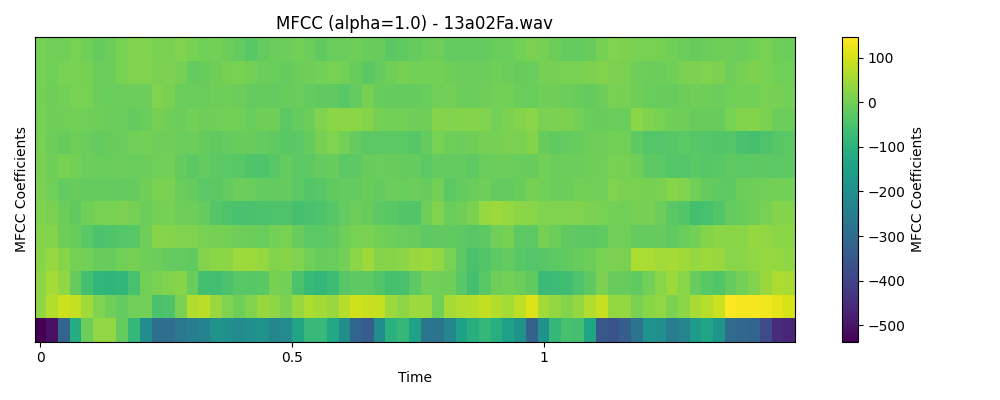 MFCC (alpha=1.0) - 13a02Fa.wav
MFCC Coefficients
0
0.5
1
Time
100
0
−100
−200
−300
−400
−500
MFCC Coefficients